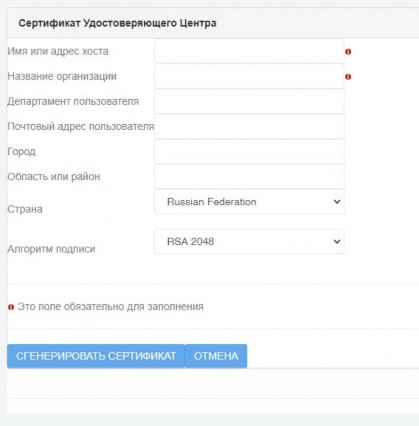 Сертификат Удостоверяющего Центра
Имя или адрес хоста
Название организации
Департамент пользователя
Почтовый адрес пользователя
Город
Область или район
Страна Russian Federation
Алгоритм подписи RSA 2048
Это поле обязательно для заполнения
СГЕНЕРИРОВАТЬ СЕРТИФИКАТ ОТМЕНА